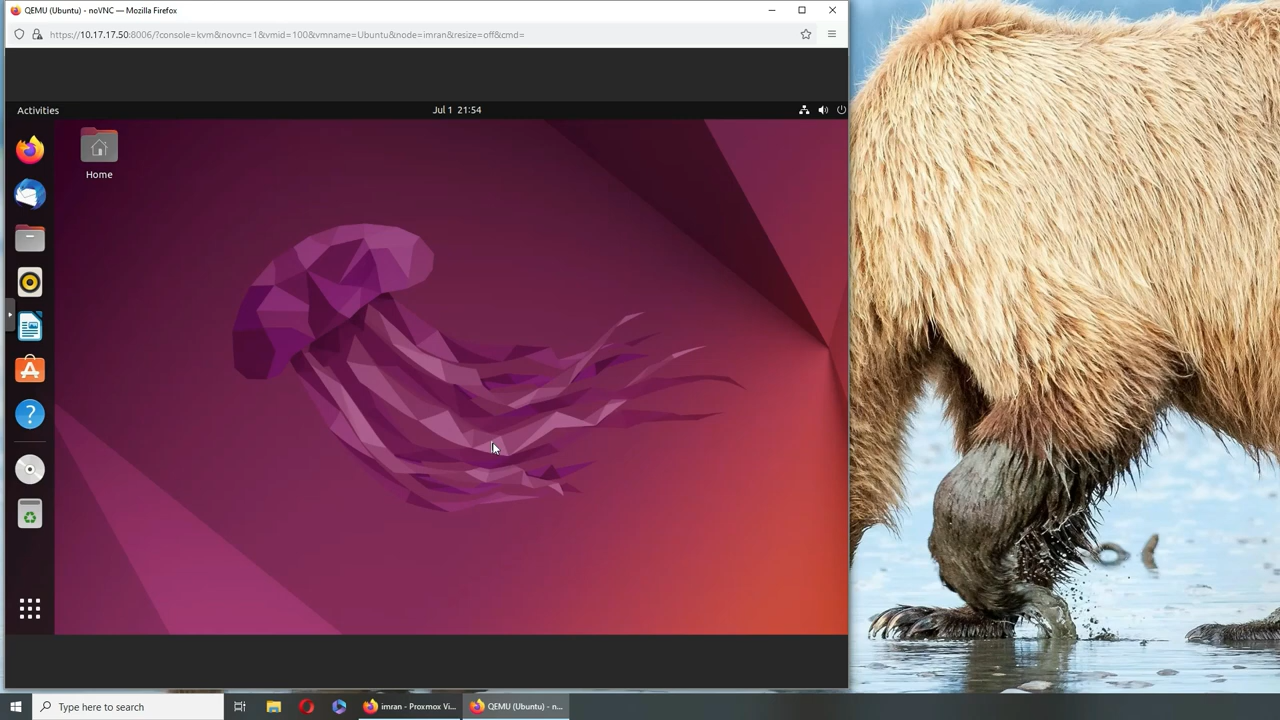 QEMU (Ubuntu) - noVNC — Mozilla Firefox
https://10.17.17.50:8006/?console=kvm&novnc=1&vmid=100&vmname=Ubuntu&node=imran&resize=off&cmd=
Activities
Jul 1 21:54
Home
Type here to search
imran - Proxmox Vi...
QEMU (Ubuntu) - n...